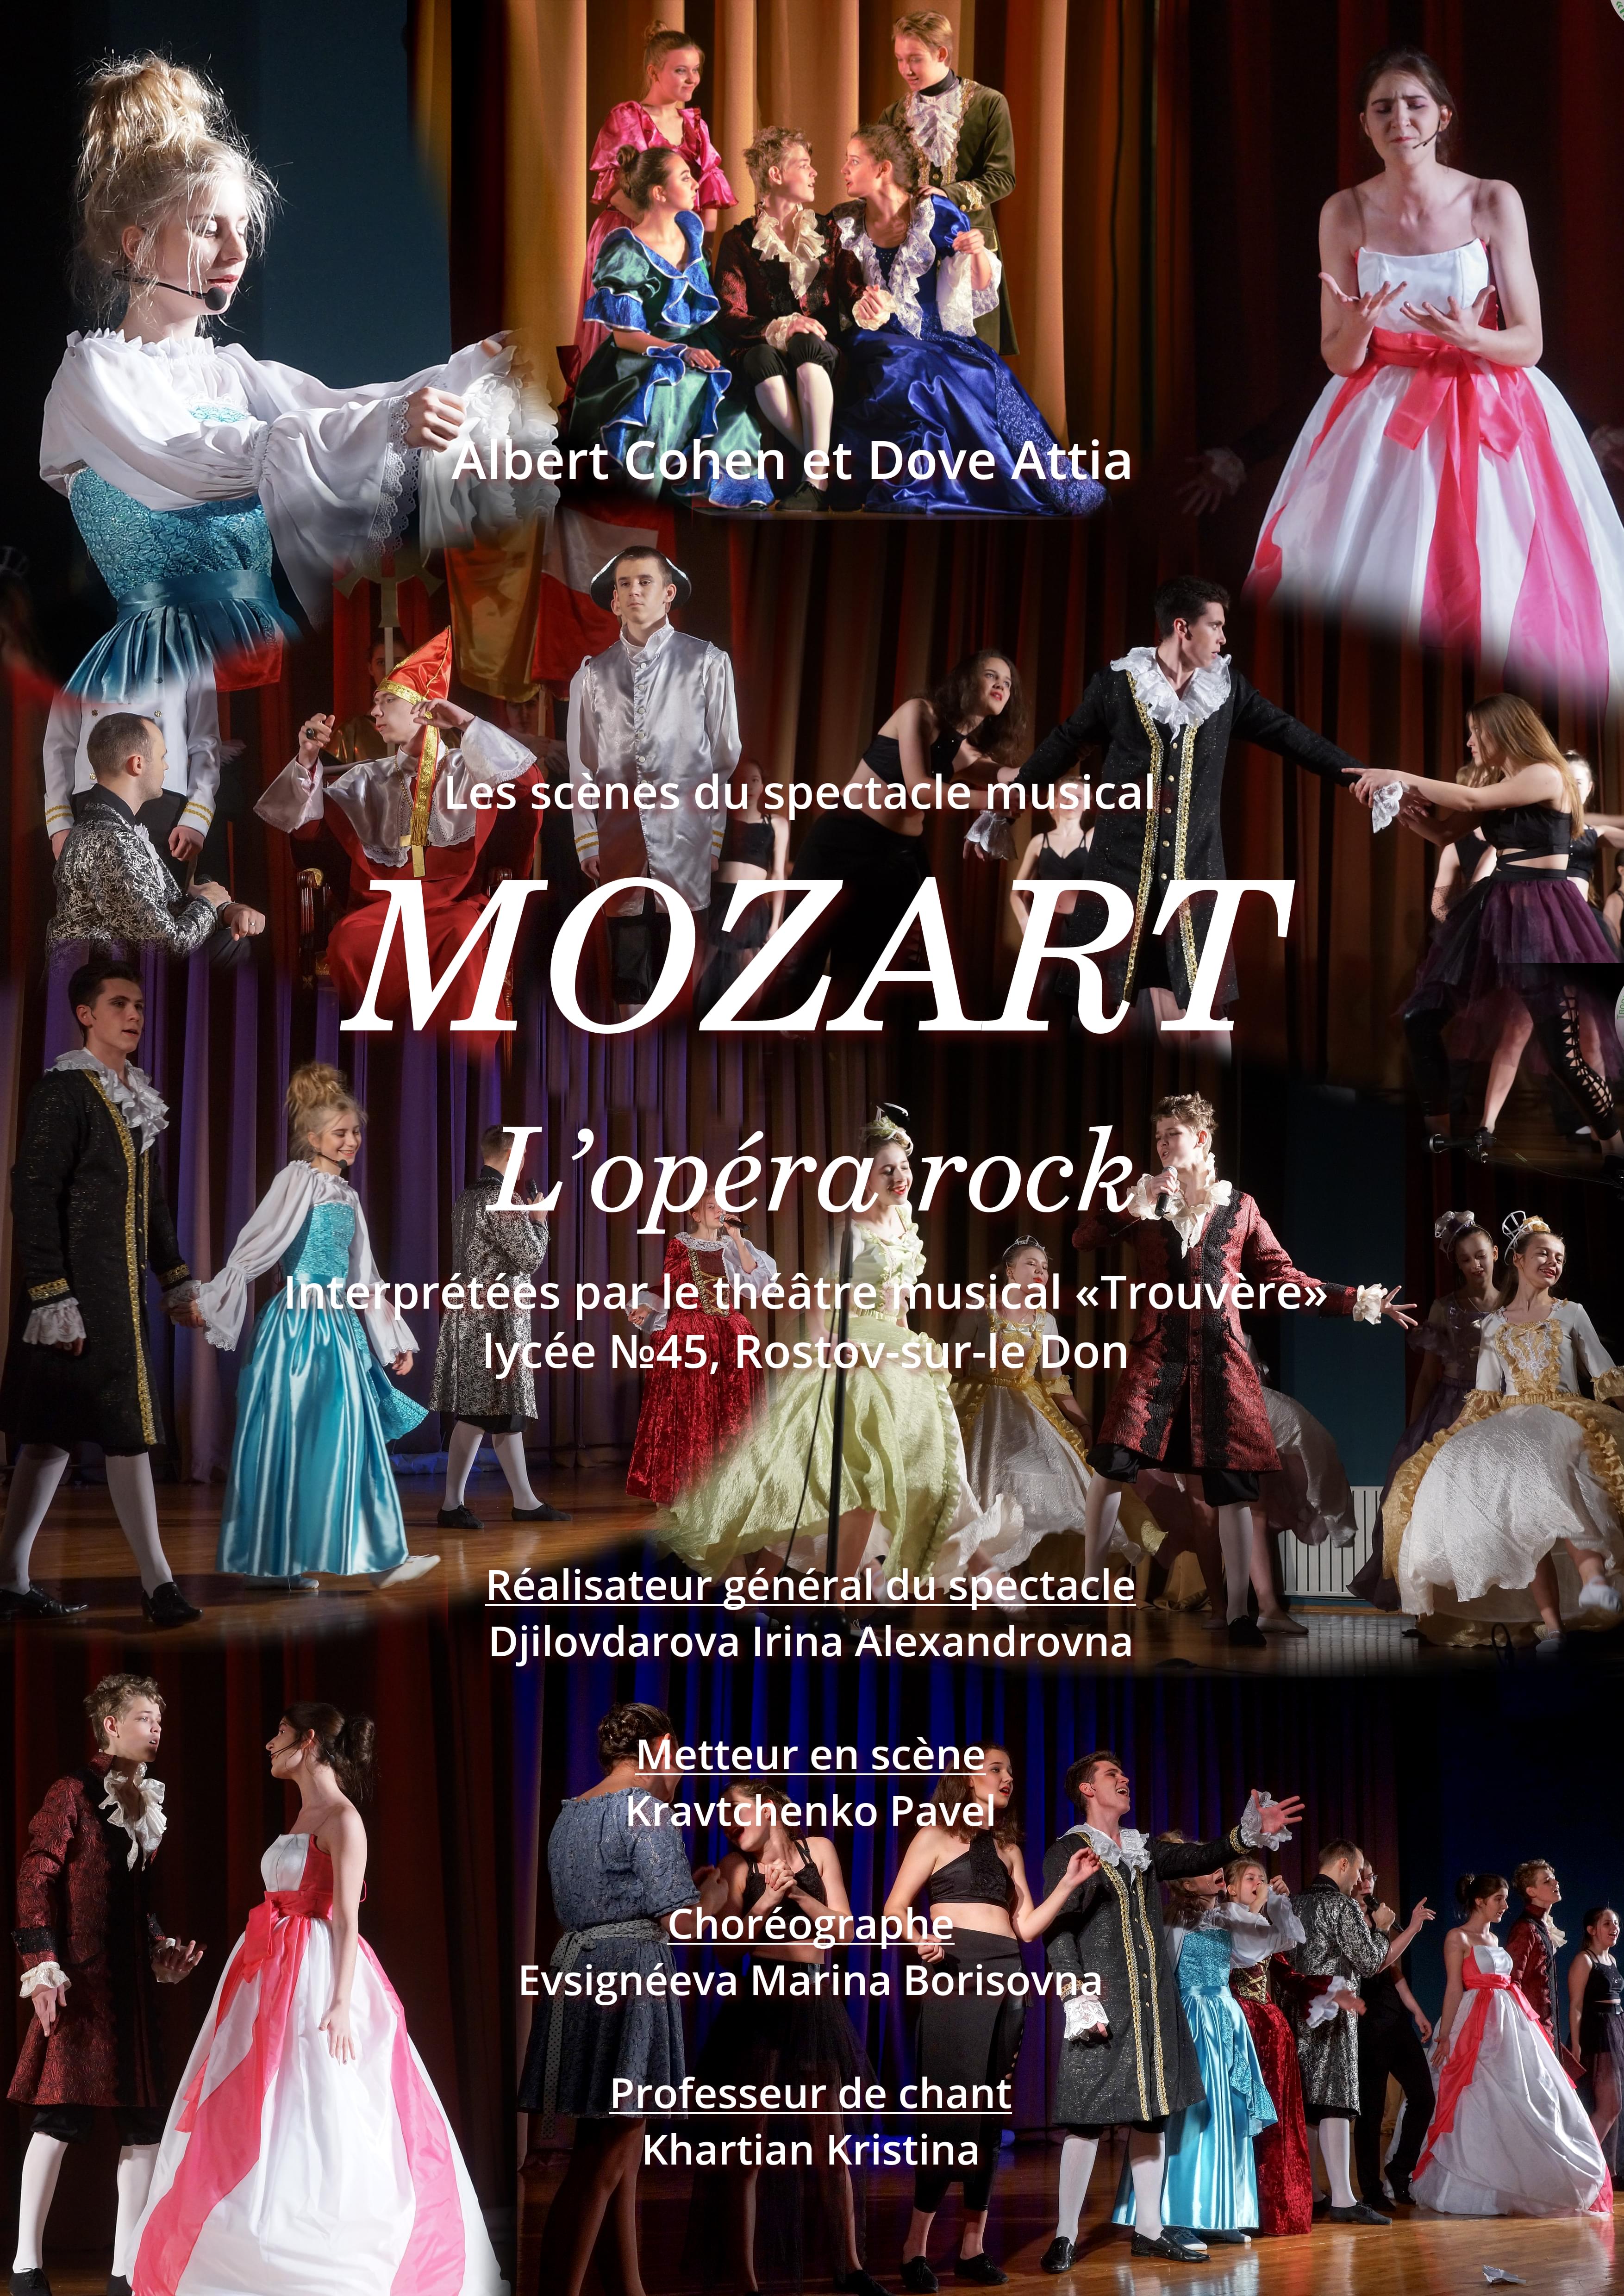 Albert Cohen et Dove Attia
Les scènes du spectacle musical
MOZART
L’opéra rock
Interprétées par le théâtre musical «Trouvère»
lycée №45, Rostov-sur-le Don
Réalisateur général du spectacle
Djilovdarova Irina Alexandrovna
Metteur en scène
Kravtchenko Pavel
Chorégraphe
Evsignéeva Marina Borisovna
Professeur de chant
Khartian Kristina